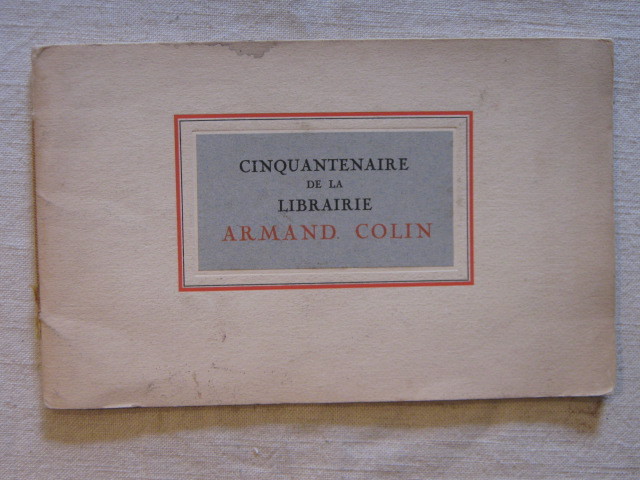 CINQUANTENAIRE
DE LA
LIBRAIRIE
ARMAND COLIN